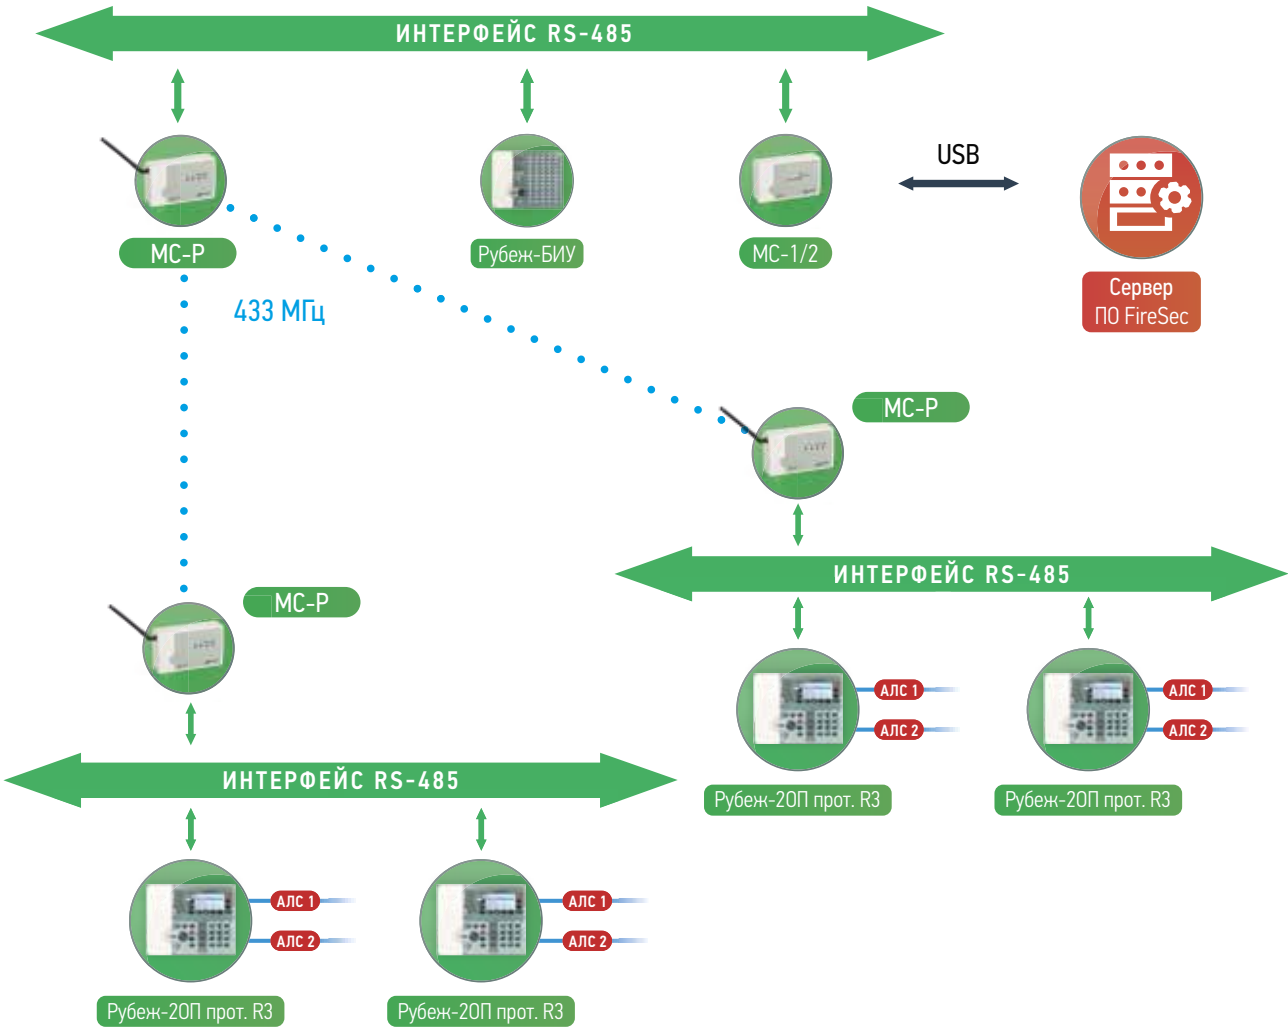 ИНТЕРФЕЙС RS-485
USB
МС-Р
Рубеж-БИУ
МС-1/2
Сервер
ПО FireSec
433 МГц
МС-Р
ИНТЕРФЕЙС RS-485
МС-Р
АЛС 1
АЛС 2
АЛС 1
АЛС 2
Рубеж-2ОП прот. R3
Рубеж-2ОП прот. R3
ИНТЕРФЕЙС RS-485
АЛС 1
АЛС 2
АЛС 1
АЛС 2
Рубеж-2ОП прот. R3
Рубеж-2ОП прот. R3